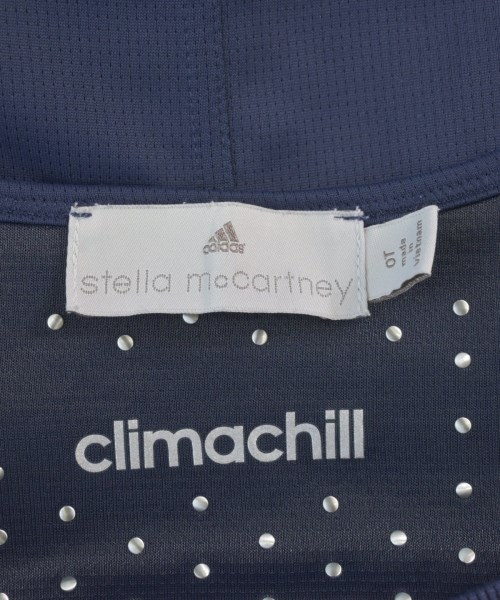 adidas
stella mccartney
OT
made in
Vietnam
climachill